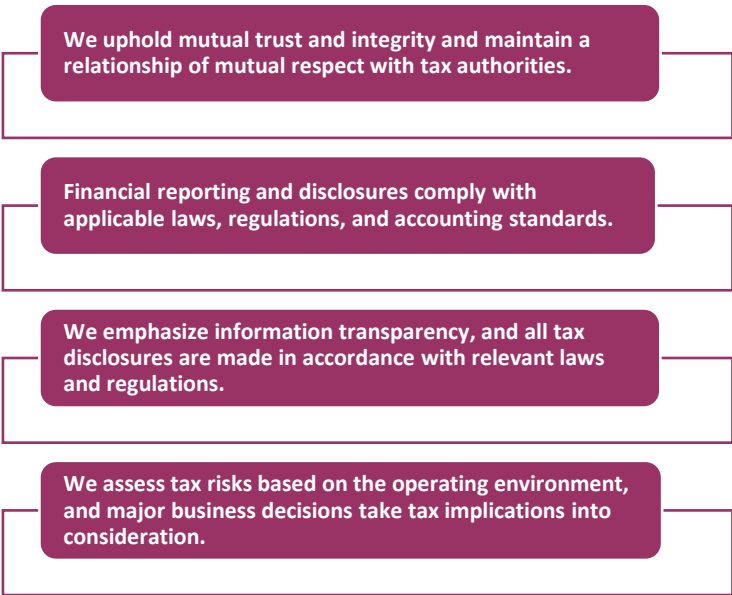 We uphold mutual trust and integrity and maintain a
relationship of mutual respect with tax authorities.
Financial reporting and disclosures comply with
applicable laws, regulations, and accounting standards.
We emphasize information transparency, and all tax
disclosures are made in accordance with relevant laws
and regulations.
We assess tax risks based on the operating environment,
and major business decisions take tax implications into
consideration.